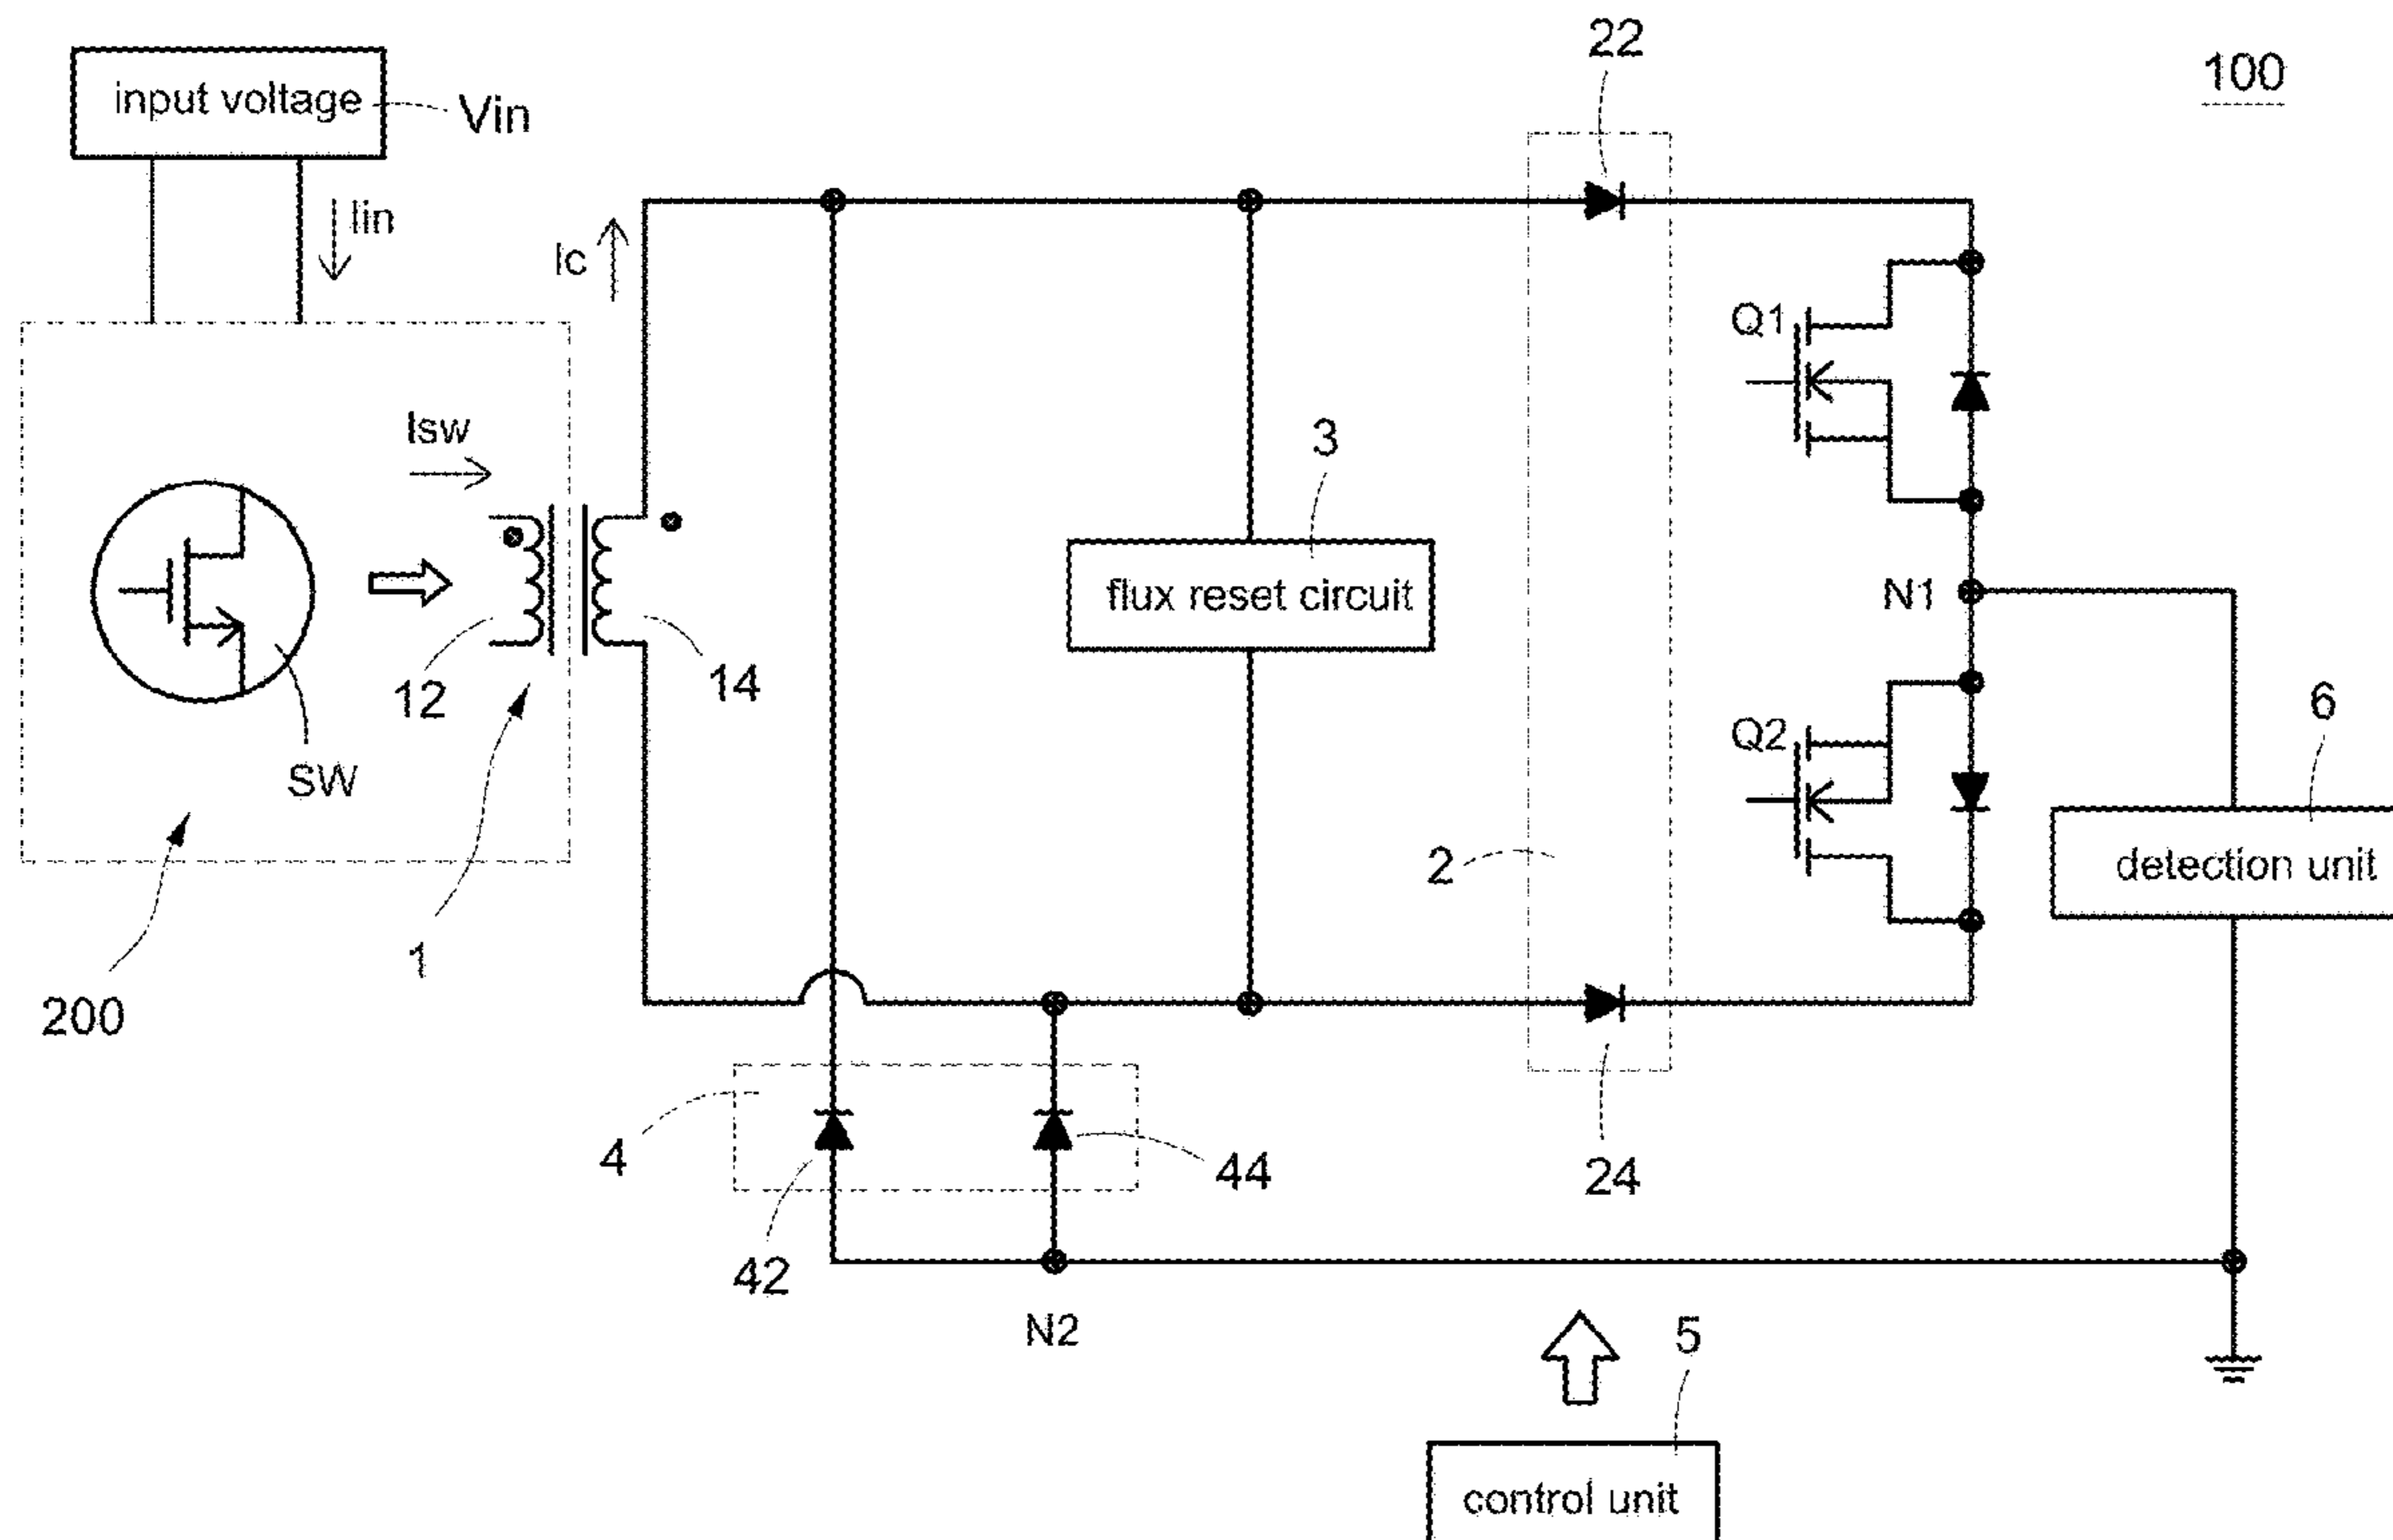 22
100
input voltage
Vin
Iin
Ic
Q1
Isw
3
flux reset circuit
N1
12
14
6
Q2
SW
detection unit
2
1
200
4
44
24
42
N2
5
control unit